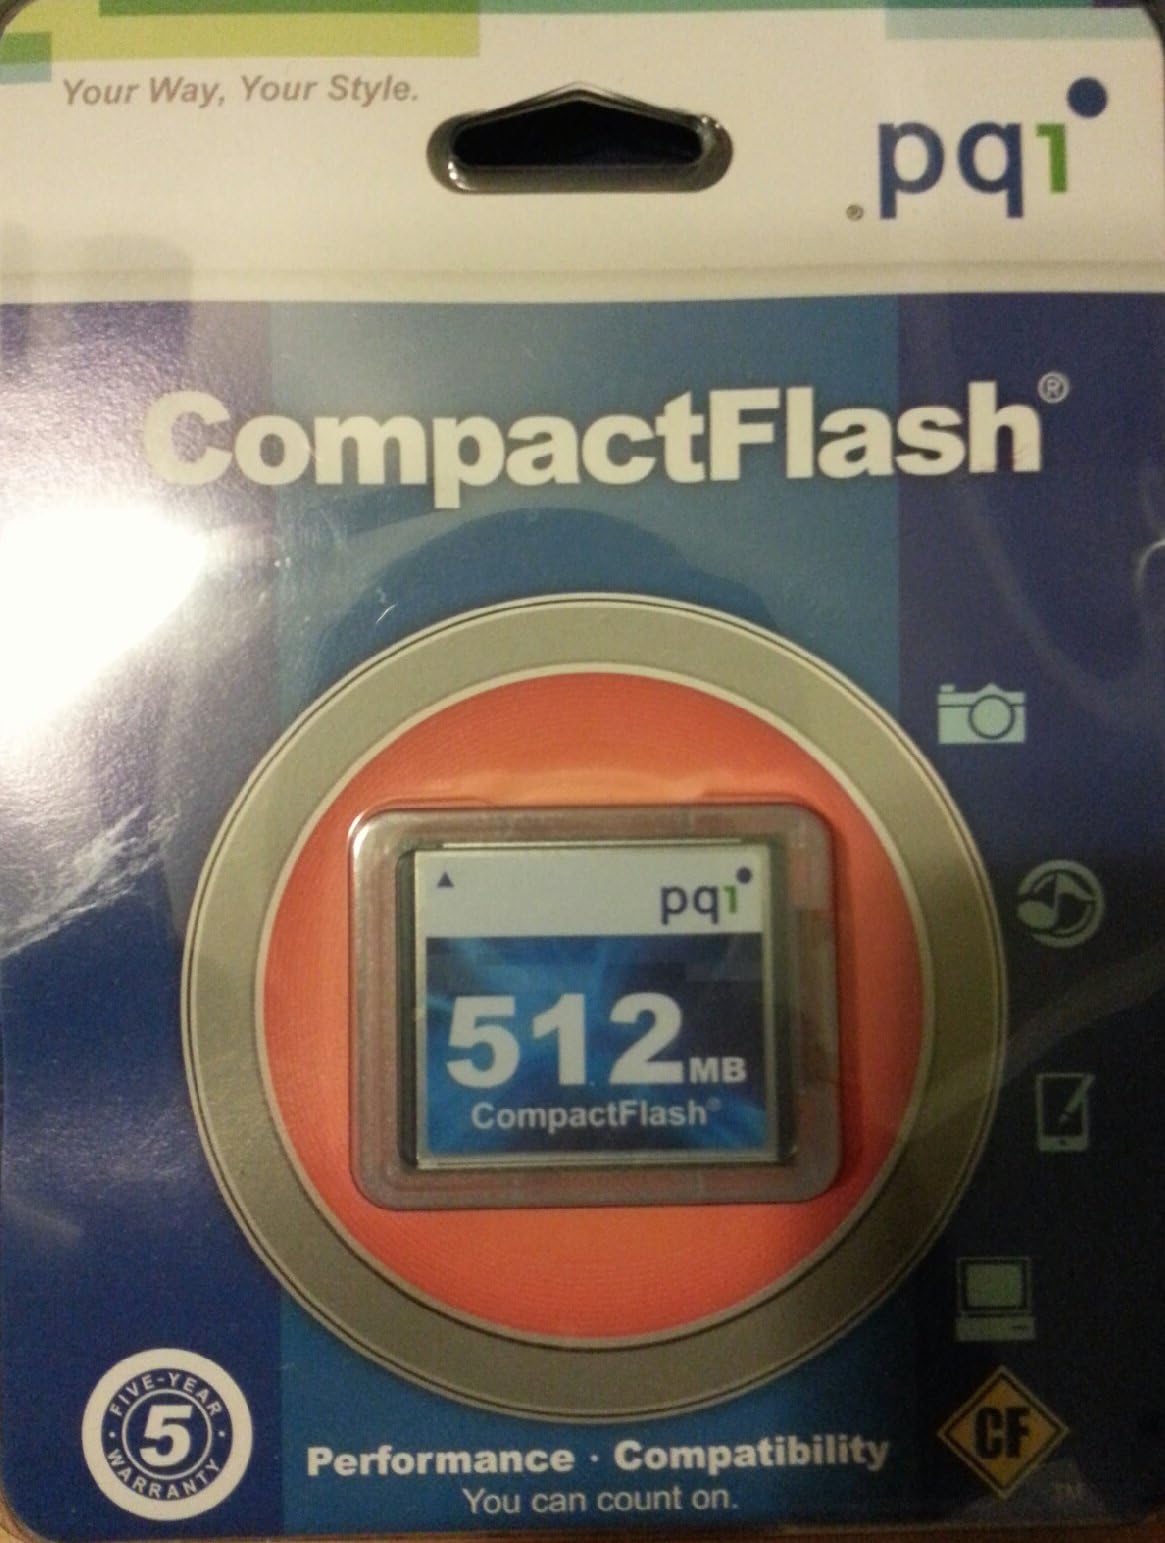 Your Way, Your Style.
pqi
®
CompactFlash®
pqi
512MB
CompactFlash®
FIVE-YEAR
5
WARRANTY
CF
TM
Performance · Compatibility
You can count on.